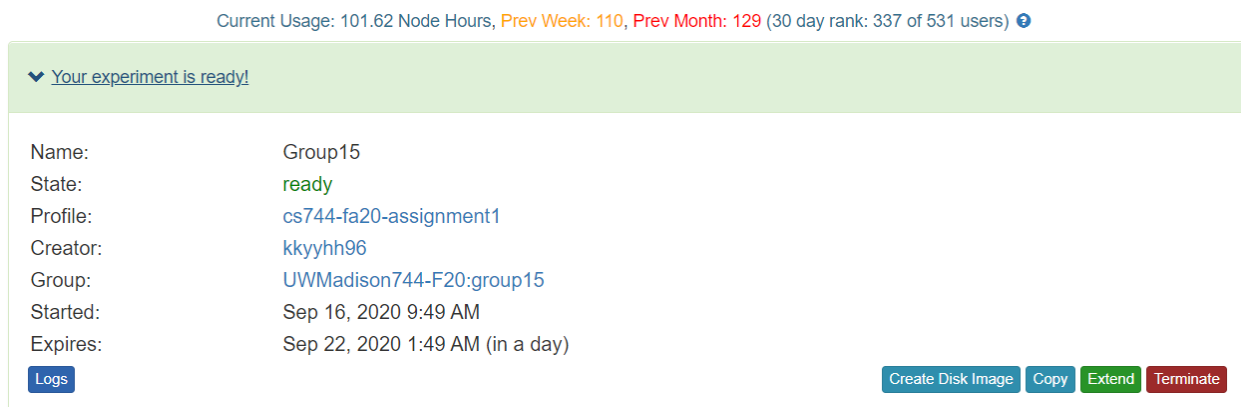 Current Usage: 101.62 Node Hours, Prev Week: 110, Prev Month: 129 (30 day rank: 337 of 531 users) ?
Your experiment is ready!
Name: Group15
State: ready
Profile: cs744-fa20-assignment1
Creator: kkyyhh96
Group: UWMadison744-F20:group15
Started: Sep 16, 2020 9:49 AM
Expires: Sep 22, 2020 1:49 AM (in a day)
Logs Create Disk Image Copy Extend Terminate